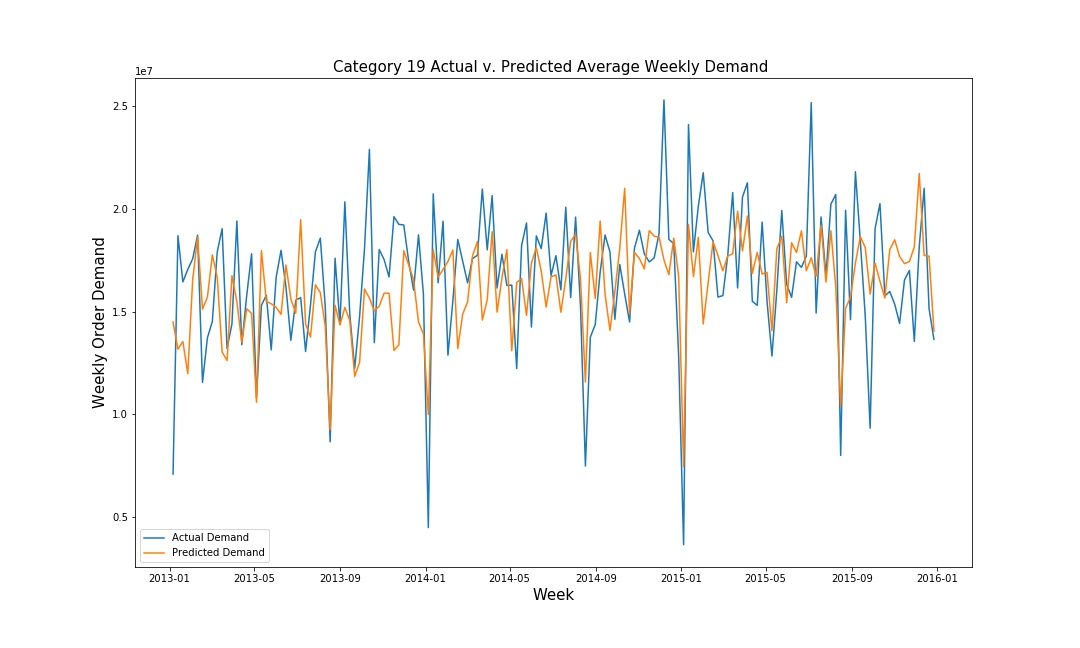 Category 19 Actual v. Predicted Average Weekly Demand
1e7
2.5
2.0
1.5
1.0
0.5
Weekly Order Demand
Actual Demand
Predicted Demand
2013-01 2013-05 2013-09 2014-01 2014-05 2014-09 2015-01 2015-05 2015-09 2016-01
Week